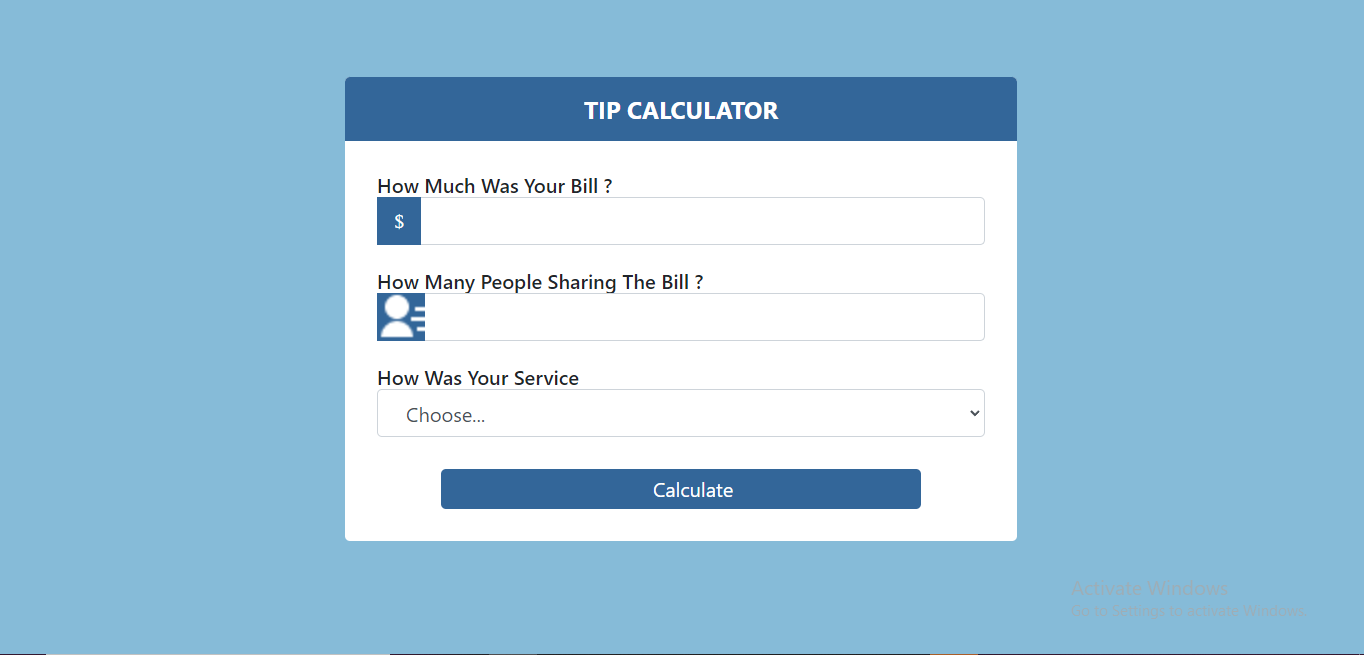 TIP CALCULATOR
How Much Was Your Bill ?
$
How Many People Sharing The Bill ?
How Was Your Service
Choose...
Calculate
Activate Windows
Go to Settings to activate Windows.